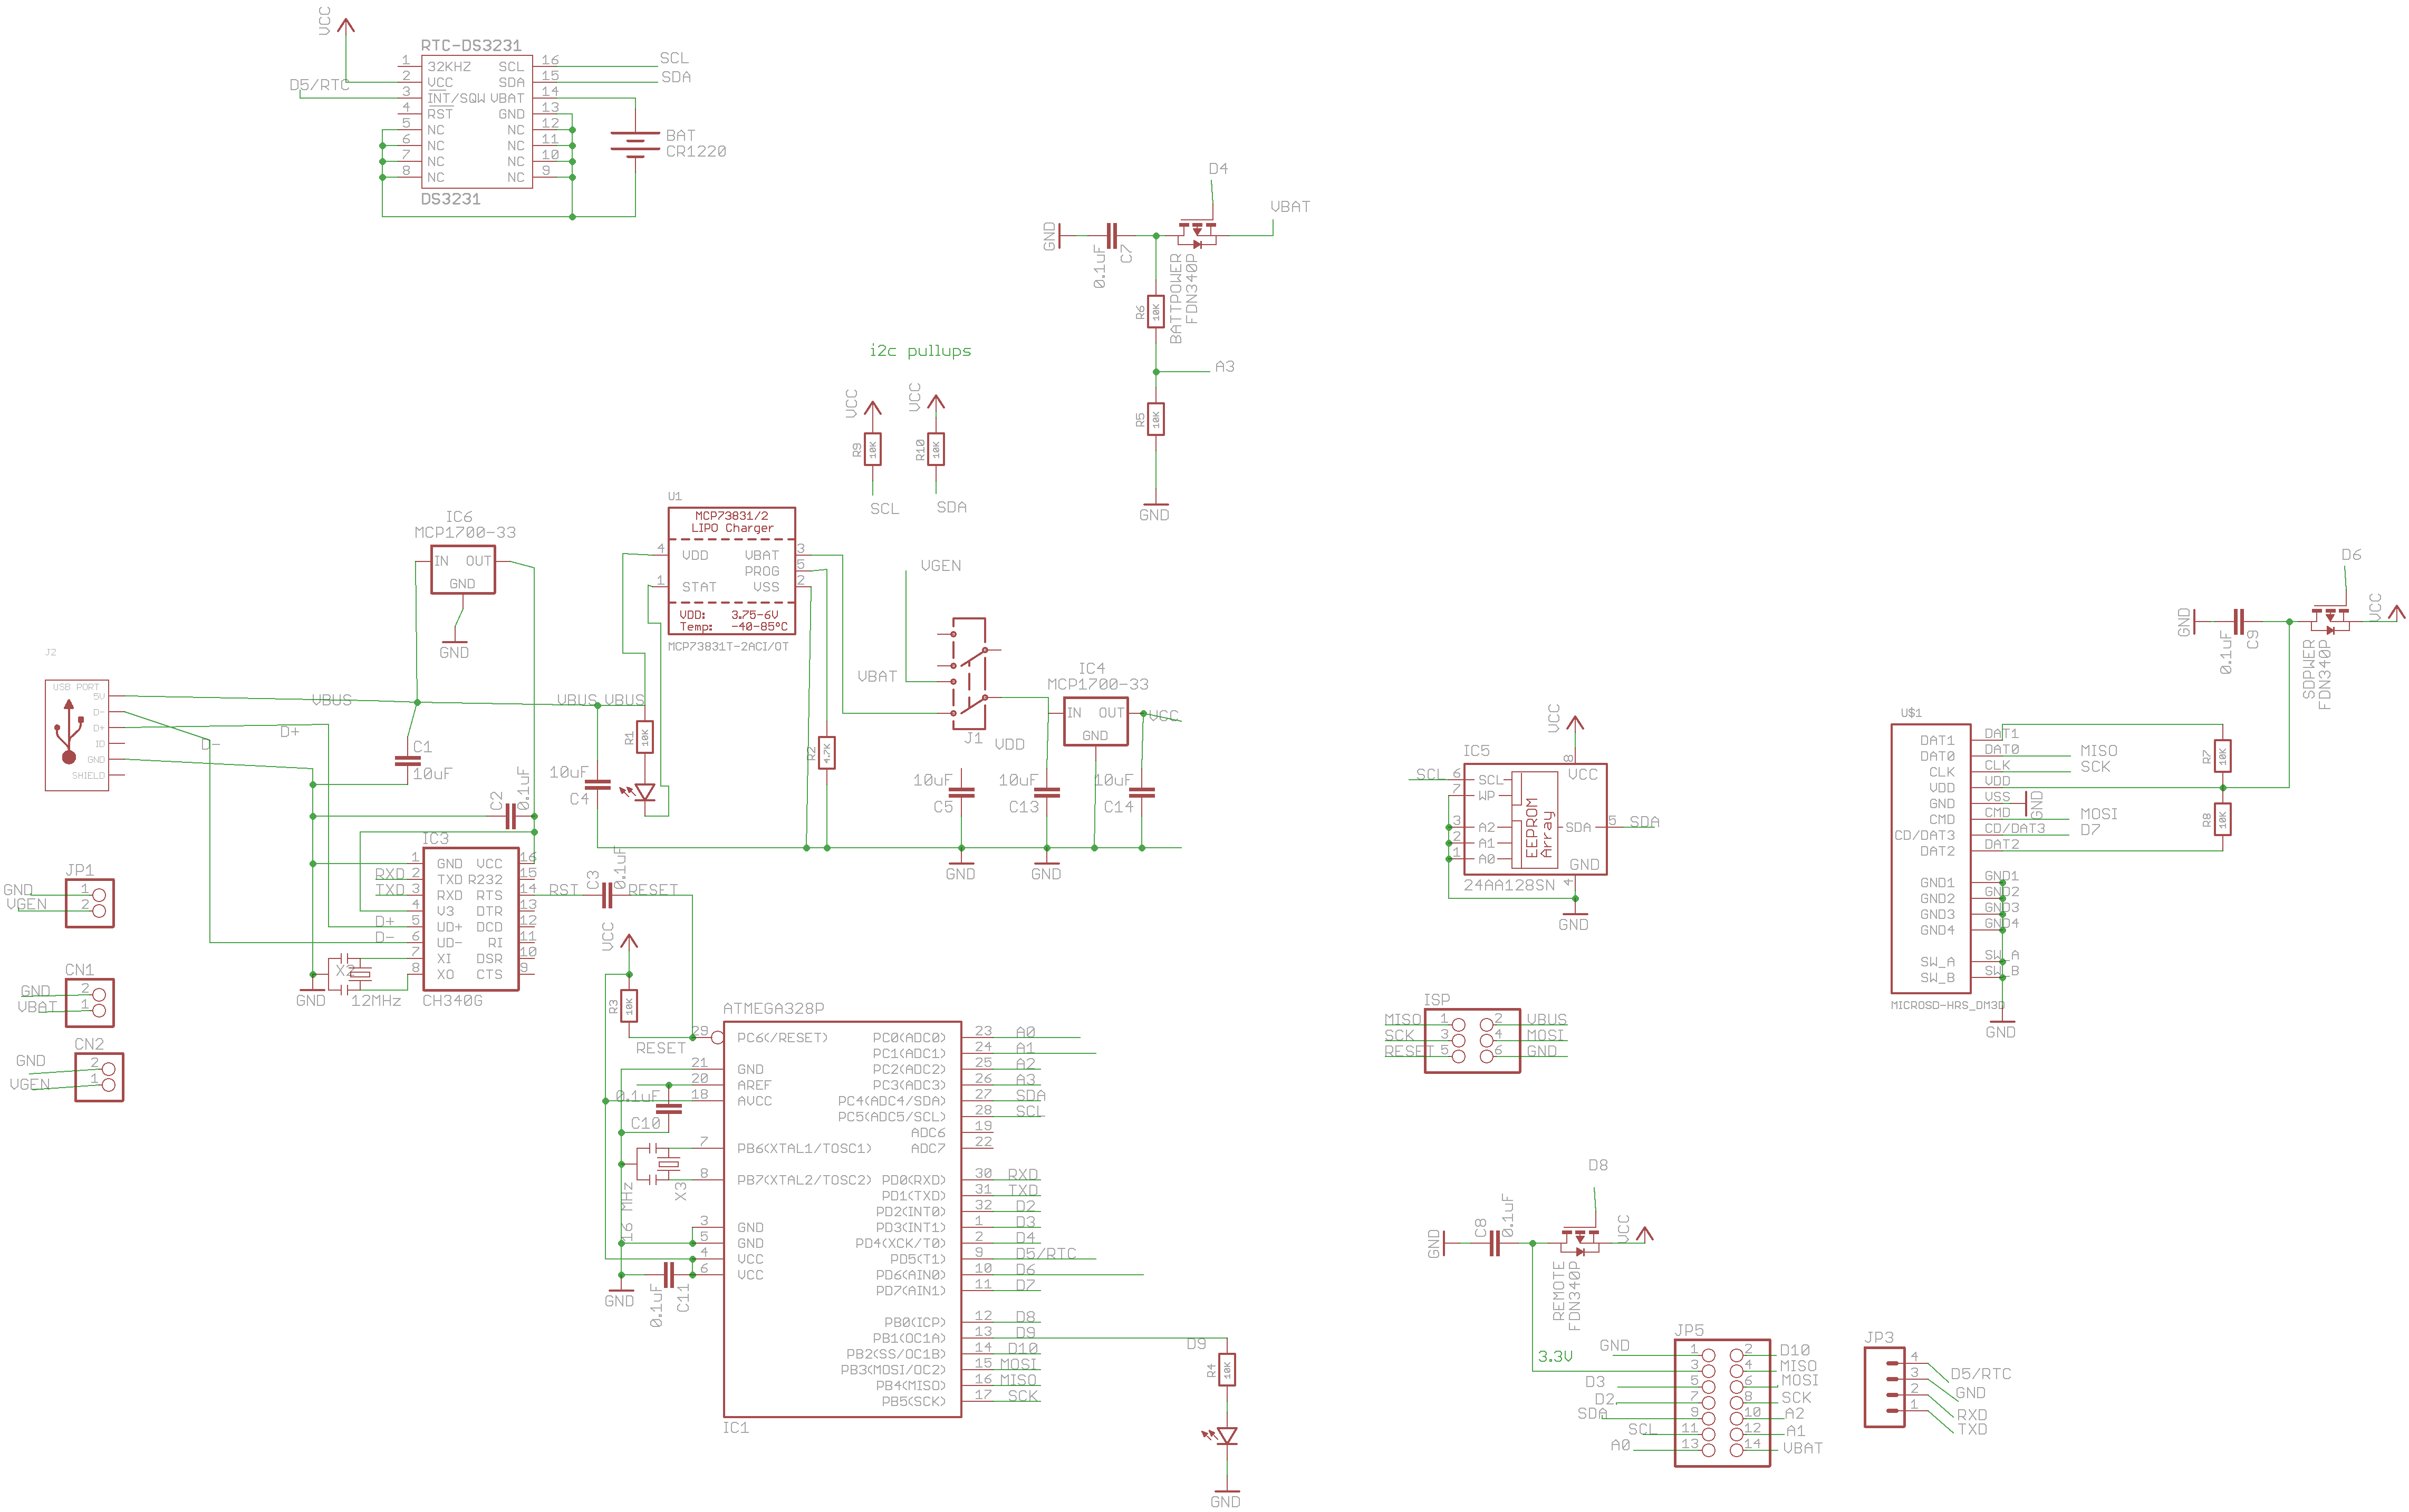 VCC
RTC-DS3231
1 32KHZ SCL 16 SCL
2 VCC SDA 15 SDA
D5/RTC 3 INT/SQW VBAT 14
4 RST GND 13
5 NC NC 12
6 NC NC 11
7 NC NC 10
8 NC NC 9
DS3231
BAT
CR1220
D4
VBAT
GND
0.1uF
C7
BATTPOWER
FDN340P
R6
10K
A3
R5
10K
GND
i2c pullups
VCC
VCC
R9
10K
R10
10K
SCL
SDA
IC6
MCP1700-33
IN OUT
GND
GND
U1
MCP73831/2
LIPO Charger
4 VDD VBAT 3
PROG 5
1 STAT VSS 2
VDD: 3.75-6V
Temp: -40-85°C
MCP73831T-2ACI/OT
VGEN
VBAT
J1
VDD
IC4
MCP1700-33
IN OUT
GND
VCC
J2
USB PORT
5V
D-
D+
ID
GND
SHIELD
VBUS
VBUS
VBUS
D-
D+
C1
10uF
C2
0.1uF
10uF
C4
R1
10K
R2
4.7K
10uF
C5
10uF
C13
10uF
C14
GND
GND
IC3
1 GND VCC 16
RXD 2 TXD R232 15
TXD 3 RXD RTS 14
4 V3 DTR 13
D+ 5 UD+ DCD 12
D- 6 UD- RI 11
7 XI DSR 10
8 XO CTS 9
CH340G
X2
12MHz
GND
RST
C3
0.1uF
RESET
JP1
GND 1
VGEN 2
CN1
GND 2
VBAT 1
CN2
GND 2
VGEN 1
VCC
R3
10K
RESET
ATMEGA328P
29 PC6(/RESET) PC0(ADC0) 23 A0
PC1(ADC1) 24 A1
21 GND PC2(ADC2) 25 A2
20 AREF PC3(ADC3) 26 A3
18 AVCC PC4(ADC4/SDA) 27 SDA
PC5(ADC5/SCL) 28 SCL
ADC6 19
7 PB6(XTAL1/TOSC1) ADC7 22
8 PB7(XTAL2/TOSC2) PD0(RXD) 30 RXD
PD1(TXD) 31 TXD
PD2(INT0) 32 D2
3 GND PD3(INT1) 1 D3
5 GND PD4(XCK/T0) 2 D4
4 VCC PD5(T1) 9 D5/RTC
6 VCC PD6(AIN0) 10 D6
PD7(AIN1) 11 D7
PB0(ICP) 12 D8
PB1(OC1A) 13 D9
PB2(SS/OC1B) 14 D10
PB3(MOSI/OC2) 15 MOSI
PB4(MISO) 16 MISO
PB5(SCK) 17 SCK
IC1
0.1uF
C10
16 MHz
X3
GND
0.1uF
C11
D9
R4
10K
GND
IC5
VCC
8
SCL 6 SCL VCC
7 WP
3 A2
2 A1
1 A0
EEPROM
Array
SDA 5 SDA
GND
4
24AA128SN
GND
ISP
MISO 1 2 VBUS
SCK 3 4 MOSI
RESET 5 6 GND
D6
VCC
GND
0.1uF
C9
SDPOWER
FDN340P
U$1
DAT1 DAT1
DAT0 DAT0 MISO
CLK CLK SCK
VDD VDD
GND VSS GND
CMD CMD MOSI
CD/DAT3 CD/DAT3 D7
DAT2 DAT2
GND1 GND1
GND2 GND2
GND3 GND3
GND4 GND4
SW_A SW_A
SW_B SW_B
MICROSD-HRS_DM3D
GND
R7
10K
R8
10K
D8
VCC
GND
C8
0.1uF
REMOTE
FDN340P
3.3V
JP5
GND 1 2 D10
3 4 MISO
D3 5 6 MOSI
D2 7 8 SCK
SDA 9 10 A2
SCL 11 12 A1
A0 13 14 VBAT
JP3
4 D5/RTC
3 GND
2 RXD
1 TXD